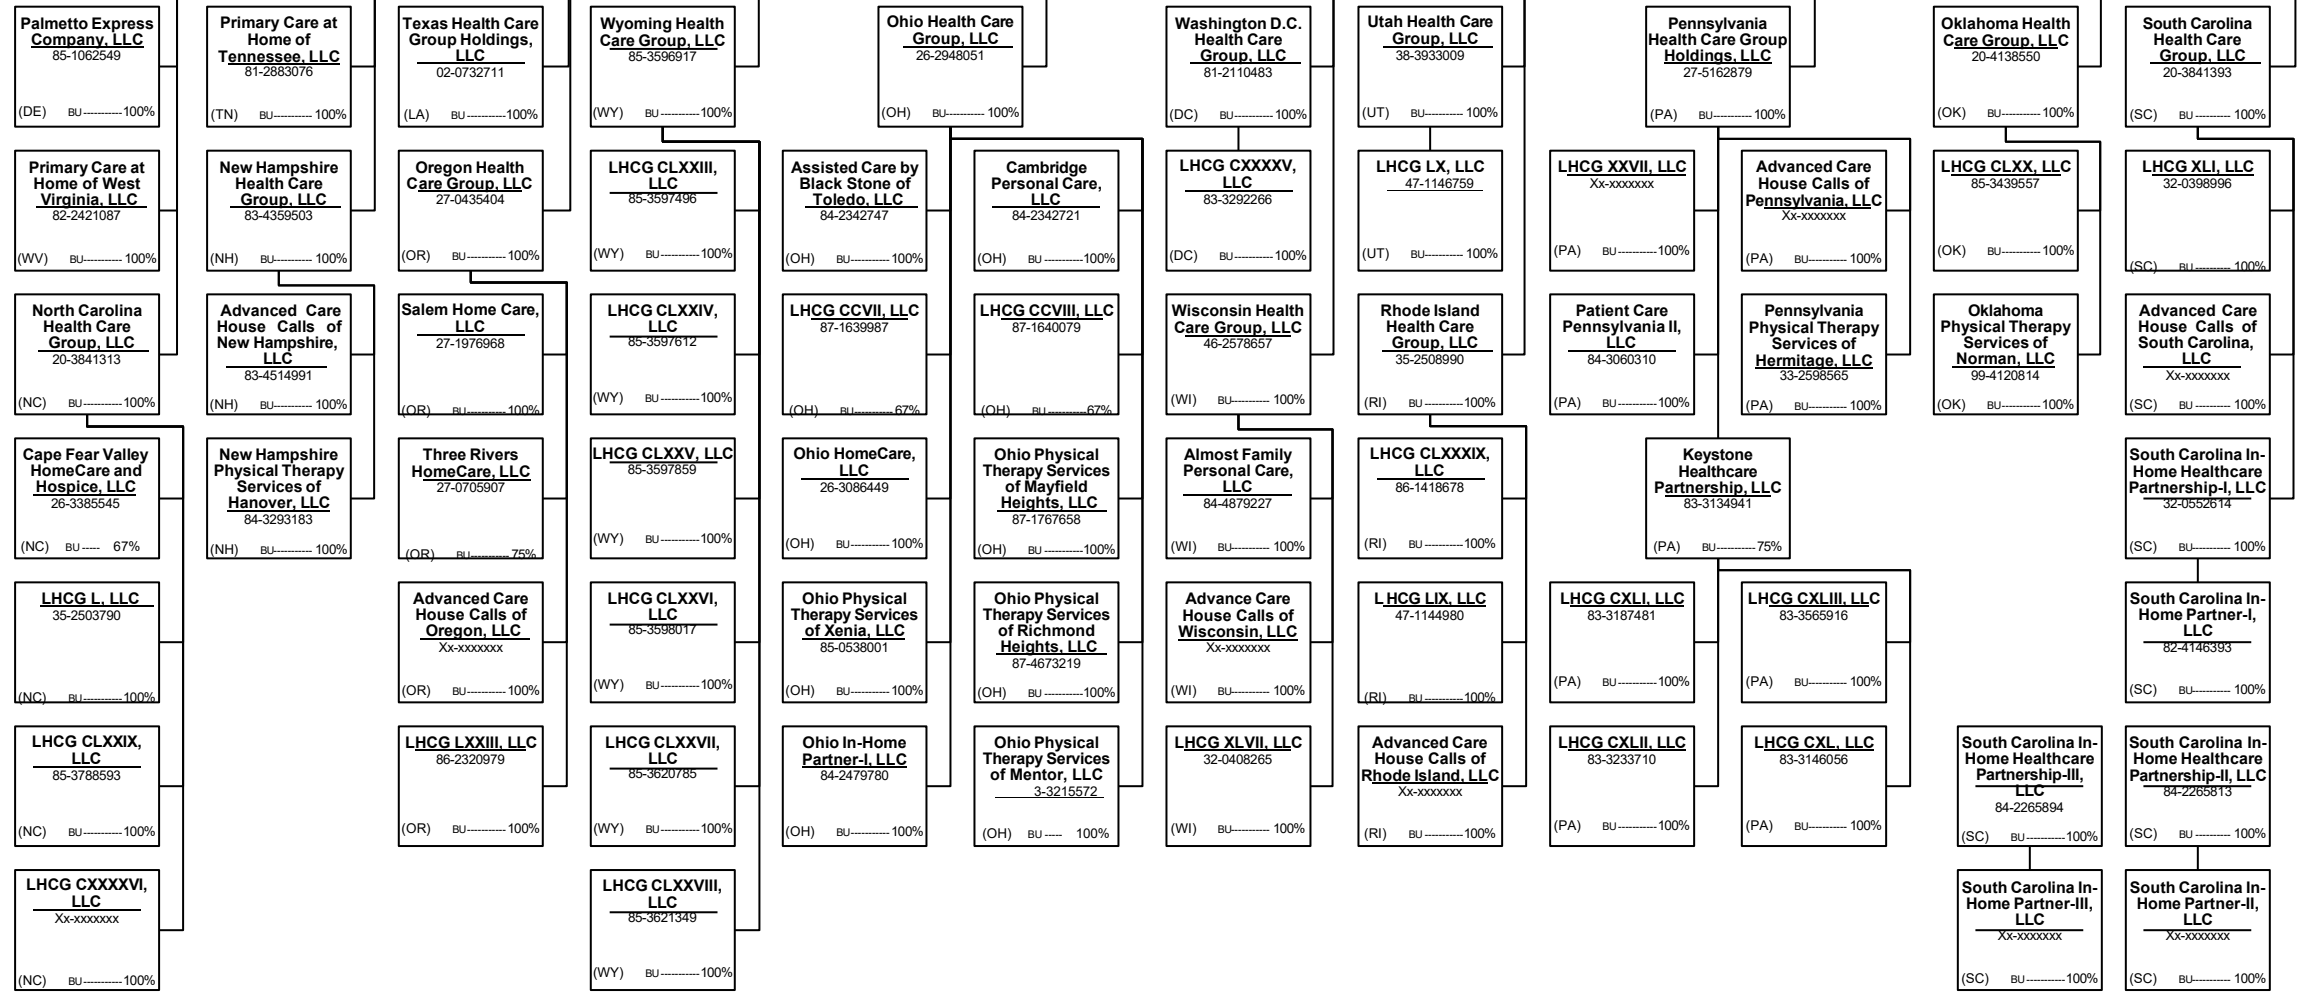 Palmetto Express
Company, LLC
85-1062549
(DE) BU----------- 100%
Primary Care at
Home of
Tennessee, LLC
81-2883076
(TN) BU----------- 100%
Texas Health Care
Group Holdings,
LLC
02-0732711
(LA) BU-----------100%
Wyoming Health
Care Group, LLC
85-3596917
(WY) BU-----------100%
Ohio Health Care
Group, LLC
26-2948051
(OH) BU----------- 100%
Washington D.C.
Health Care
Group, LLC
81-2110483
(DC) BU----------- 100%
Utah Health Care
Group, LLC
38-3933009
(UT) BU----------- 100%
Pennsylvania
Health Care Group
Holdings, LLC
27-5162879
(PA) BU----------- 100%
Oklahoma Health
Care Group, LLC
20-4138550
(OK) BU-----------100%
South Carolina
Health Care
Group, LLC
20-3841393
(SC) BU----------- 100%
Primary Care at
Home of West
Virginia, LLC
82-2421087
(WV) BU----------- 100%
New Hampshire
Health Care
Group, LLC
83-4359503
(NH) BU----------- 100%
Oregon Health
Care Group, LLC
27-0435404
(OR) BU-----------100%
LHCG CLXXIII,
LLC
85-3597496
(WY) BU-----------100%
Assisted Care by
Black Stone of
Toledo, LLC
84-2342747
(OH) BU-----------100%
Cambridge
Personal Care,
LLC
84-2342721
(OH) BU-----------100%
LHCG CXXXXV,
LLC
83-3292266
(DC) BU-----------100%
LHCG LX, LLC
47-1146759
(UT) BU-----------100%
LHCG XXVII, LLC
Xx-xxxxxxx
(PA) BU-----------100%
Advanced Care
House Calls of
Pennsylvania, LLC
Xx-xxxxxxx
(PA) BU-----------100%
LHCG CLXX, LLC
85-3439557
(OK) BU-----------100%
LHCG XLI, LLC
32-0398996
(SC) BU----------- 100%
North Carolina
Health Care
Group, LLC
20-3841313
(NC) BU-----------100%
Advanced Care
House Calls of
New Hampshire,
LLC
83-4514991
(NH) BU----------- 100%
Salem Home Care,
LLC
27-1976968
(OR) BU-----------100%
LHCG CLXXIV,
LLC
85-3597612
(WY) BU-----------100%
LHCG CCVII, LLC
87-1639987
(OH) BU----------- 67%
LHCG CCVIII, LLC
87-1640079
(OH) BU-----------67%
Wisconsin Health
Care Group, LLC
46-2578657
(WI) BU----------- 100%
Rhode Island
Health Care
Group, LLC
35-2508990
(RI) BU-----------100%
Patient Care
Pennsylvania II,
LLC
84-3060310
(PA) BU-----------100%
Pennsylvania
Physical Therapy
Services of
Hermitage, LLC
33-2598565
(PA) BU----------- 100%
Oklahoma
Physical Therapy
Services of
Norman, LLC
99-4120814
(OK) BU-----------100%
Advanced Care
House Calls of
South Carolina,
LLC
Xx-xxxxxxx
(SC) BU----------- 100%
Cape Fear Valley
HomeCare and
Hospice, LLC
26-3385545
(NC) BU ----- 67%
New Hampshire
Physical Therapy
Services of
Hanover, LLC
84-3293183
(NH) BU----------- 100%
Three Rivers
HomeCare, LLC
27-0705907
(OR) BU-----------75%
LHCG CLXXV, LLC
85-3597859
(WY) BU-----------100%
Ohio HomeCare,
LLC
26-3086449
(OH) BU-----------100%
Ohio Physical
Therapy Services
of Mayfield
Heights, LLC
87-1767658
(OH) BU-----------100%
Almost Family
Personal Care,
LLC
84-4879227
(WI) BU----------- 100%
LHCG CLXXXIX,
LLC
86-1418678
(RI) BU-----------100%
Keystone
Healthcare
Partnership, LLC
83-3134941
(PA) BU-----------75%
South Carolina In-
Home Healthcare
Partnership-I, LLC
32-0552614
(SC) BU----------- 100%
LHCG L, LLC
35-2503790
(NC) BU-----------100%
Advanced Care
House Calls of
Oregon, LLC
Xx-xxxxxxx
(OR) BU-----------100%
LHCG CLXXVI,
LLC
85-3598017
(WY) BU-----------100%
Ohio Physical
Therapy Services
of Xenia, LLC
85-0538001
(OH) BU-----------100%
Ohio Physical
Therapy Services
of Richmond
Heights, LLC
87-4673219
(OH) BU-----------100%
Advance Care
House Calls of
Wisconsin, LLC
Xx-xxxxxxx
(WI) BU----------- 100%
LHCG LIX, LLC
47-1144980
(RI) BU-----------100%
LHCG CXLI, LLC
83-3187481
(PA) BU-----------100%
LHCG CXLIII, LLC
83-3565916
(PA) BU-----------100%
South Carolina In-
Home Partner-I,
LLC
82-4146393
(SC) BU----------- 100%
LHCG CLXXIX,
LLC
85-3788593
(NC) BU-----------100%
LHCG LXXIII, LLC
86-2320979
(OR) BU-----------100%
LHCG CLXXVII,
LLC
85-3620785
(WY) BU-----------100%
Ohio In-Home
Partner-I, LLC
84-2479780
(OH) BU-----------100%
Ohio Physical
Therapy Services
of Mentor, LLC
3-3215572
(OH) BU ----- 100%
LHCG XLVII, LLC
32-0408265
(WI) BU----------- 100%
Advanced Care
House Calls of
Rhode Island, LLC
Xx-xxxxxxx
(RI) BU-----------100%
LHCG CXLII, LLC
83-3233710
(PA) BU-----------100%
LHCG CXL, LLC
83-3146056
(PA) BU-----------100%
South Carolina In-
Home Healthcare
Partnership-III,
LLC
84-2265894
(SC) BU-----------100%
South Carolina In-
Home Healthcare
Partnership-II, LLC
84-2265813
(SC) BU-----------100%
LHCG CXXXXVI,
LLC
Xx-xxxxxxx
(NC) BU-----------100%
LHCG CLXXVIII,
LLC
85-3621349
(WY) BU-----------100%
South Carolina In-
Home Partner-III,
LLC
Xx-xxxxxxx
(SC) BU-----------100%
South Carolina In-
Home Partner-II,
LLC
Xx-xxxxxxx
(SC) BU-----------100%